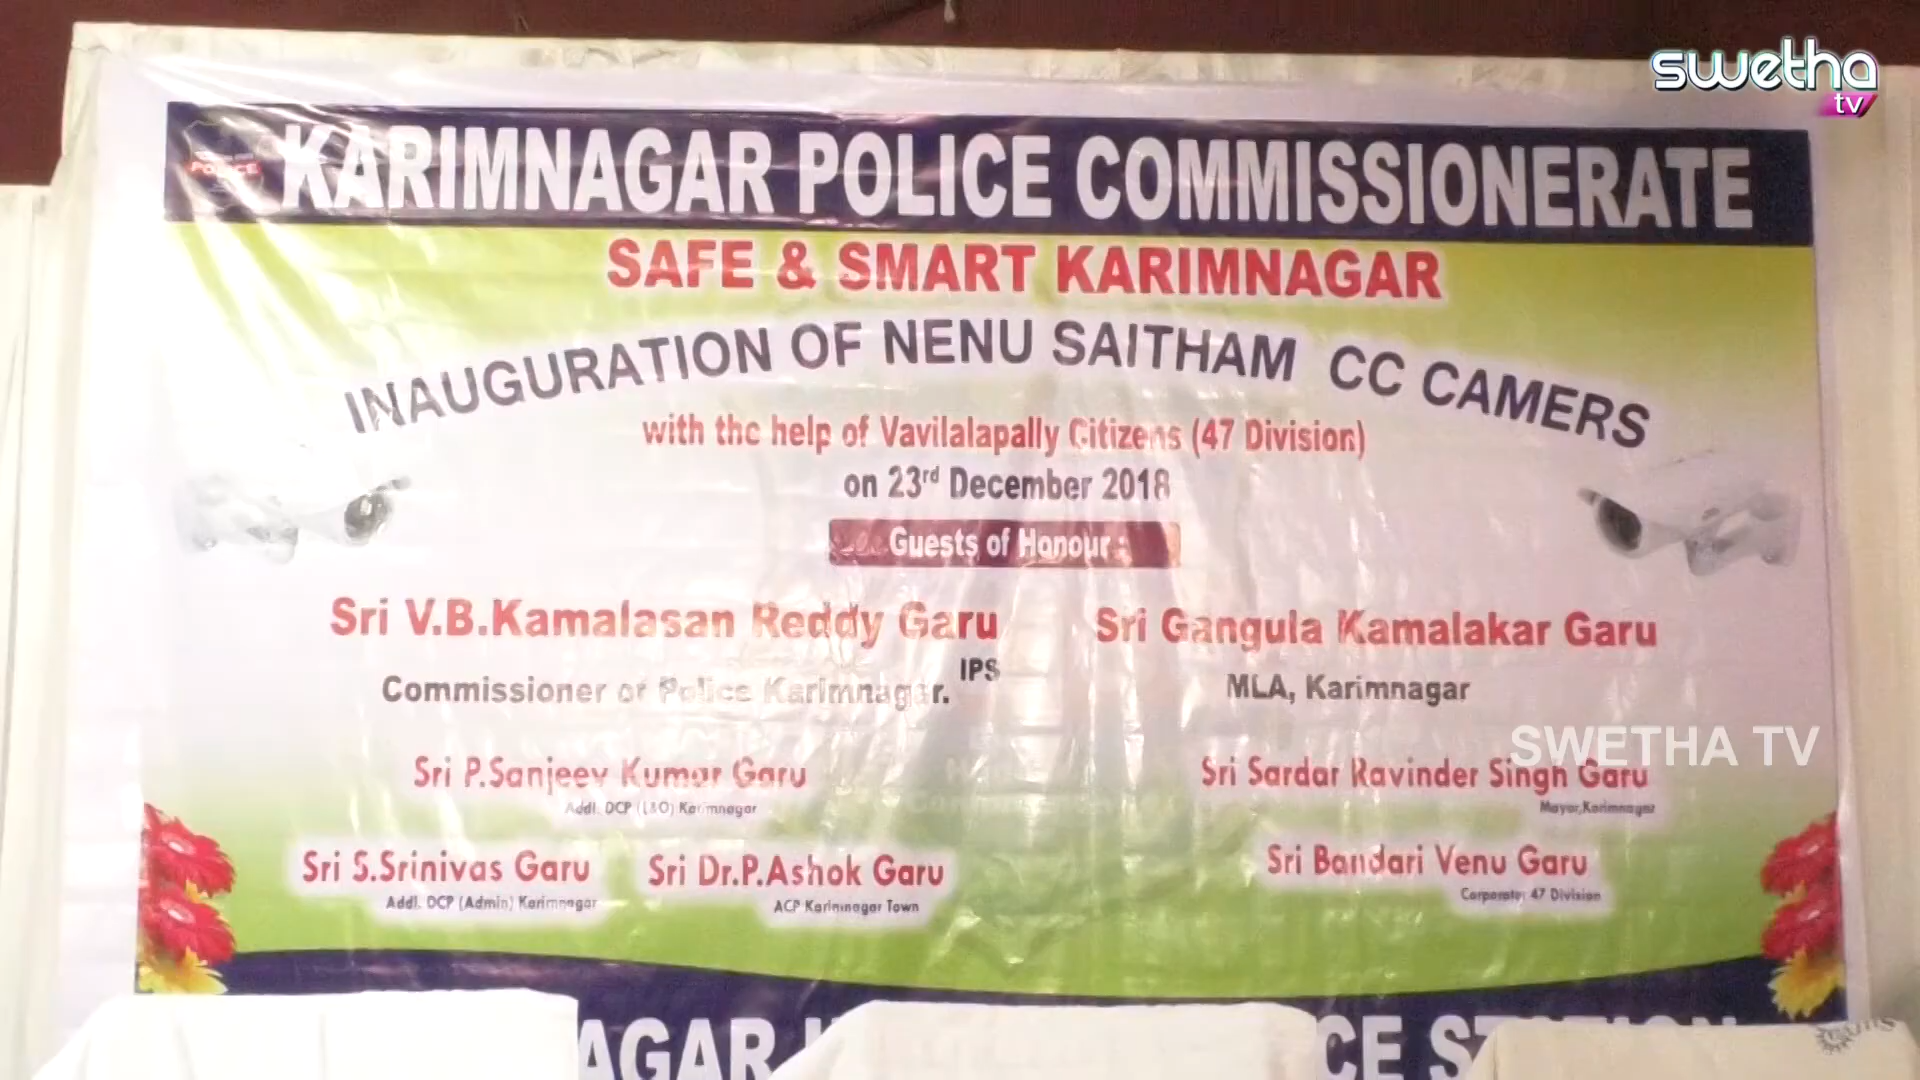 swetha
tv
POLICE
KARIMNAGAR POLICE COMMISSIONERATE
SAFE & SMART KARIMNAGAR
INAUGURATION OF NENU SAITHAM CC CAMERS
with the help of Vavilalapally Citizens (47 Division)
on 23rd December 2018
Guests of Honour :
Sri V.B.Kamalasan Reddy Garu
IPS
Commissioner of Police Karimnagar.
Sri Gangula Kamalakar Garu
MLA, Karimnagar
SWETHA TV
Sri P.Sanjeev Kumar Garu
Addl. DCP (L&O) Karimnagar
Sri Sardar Ravinder Singh Garu
Mayor,Karimnagar
Sri S.Srinivas Garu
Addl. DCP (Admin) Karimnagar
Sri Dr.P.Ashok Garu
ACP Karimnagar Town
Sri Bandari Venu Garu
Corporator 47 Division
AGAR
CE STATION